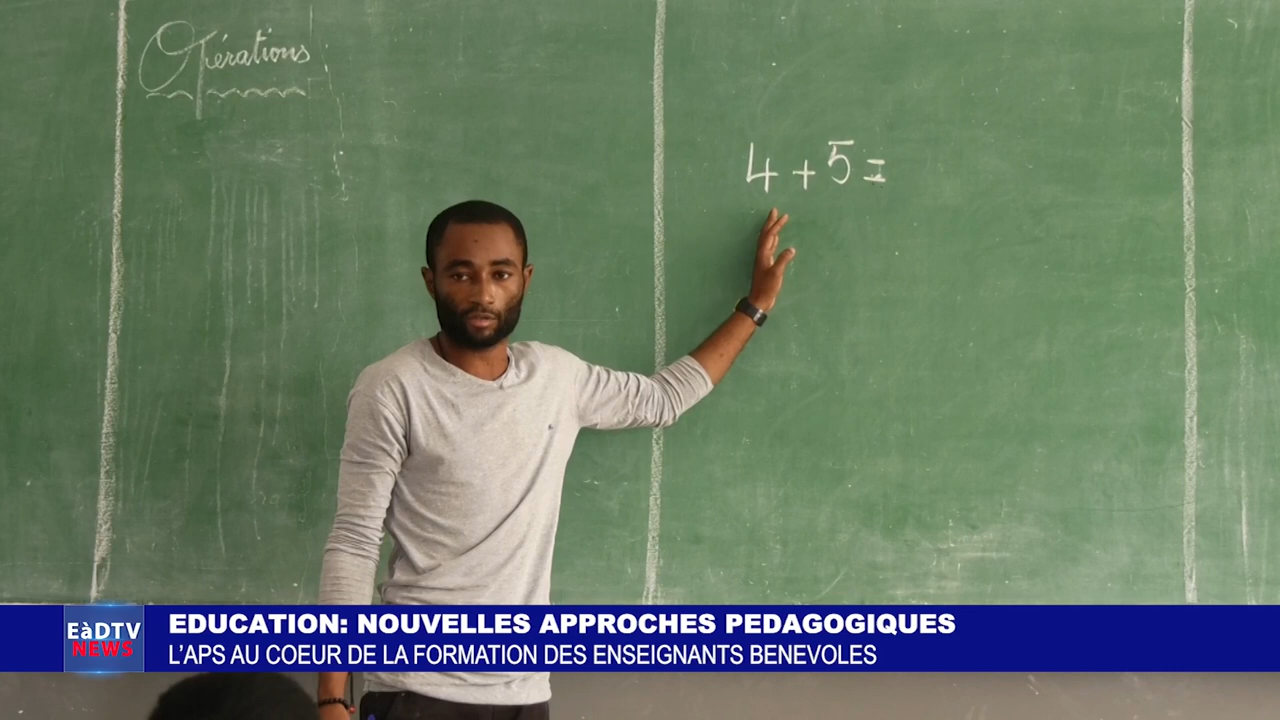 Opérations
4 + 5 =
EàDTV
NEWS
EDUCATION: NOUVELLES APPROCHES PEDAGOGIQUES
L’APS AU COEUR DE LA FORMATION DES ENSEIGNANTS BENEVOLES